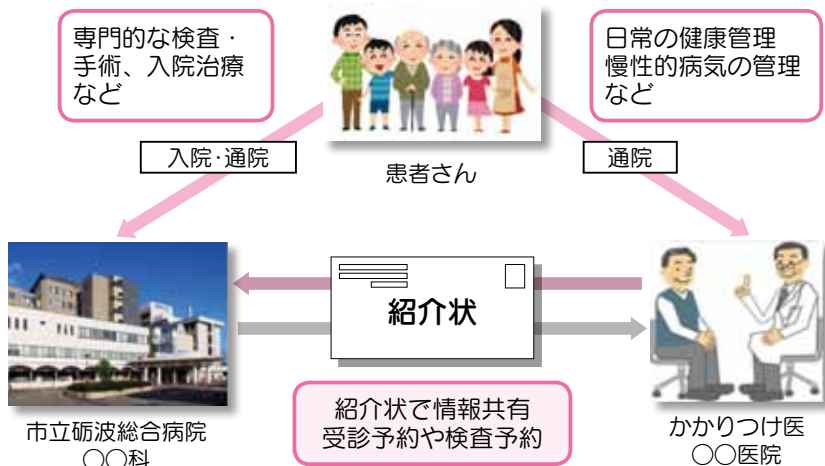 専門的な検査・
手術、入院治療
など
日常の健康管理
慢性的病気の管理
など
入院・通院
患者さん
通院
紹介状
紹介状で情報共有
受診予約や検査予約
市立砺波総合病院
〇〇科
かかりつけ医
〇〇医院